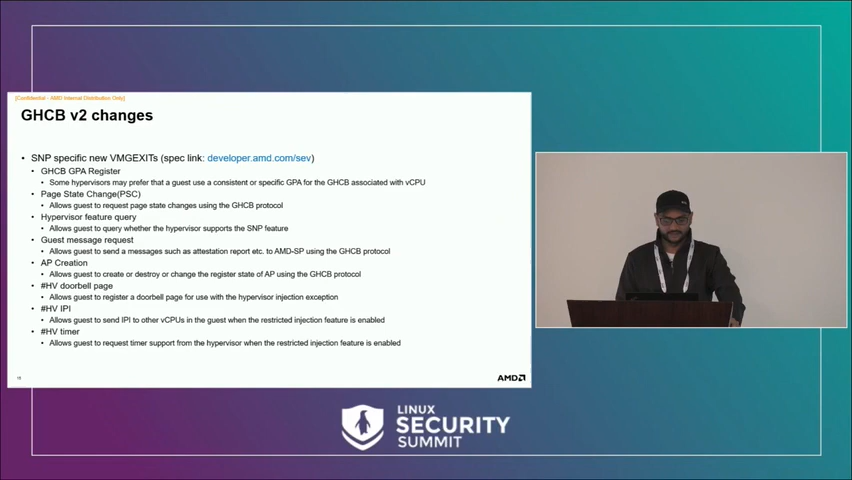 [Confidential - AMD Internal Distribution Only]
GHCB v2 changes
• SNP specific new VMGEXITs (spec link: developer.amd.com/sev)
• GHCB GPA Register
• Some hypervisors may prefer that a guest use a consistent or specific GPA for the GHCB associated with vCPU
• Page State Change(PSC)
• Allows guest to request page state changes using the GHCB protocol
• Hypervisor feature query
• Allows guest to query whether the hypervisor supports the SNP feature
• Guest message request
• Allows guest to send a messages such as attestation report etc. to AMD-SP using the GHCB protocol
• AP Creation
• Allows guest to create or destroy or change the register state of AP using the GHCB protocol
• #HV doorbell page
• Allows guest to register a doorbell page for use with the hypervisor injection exception
• #HV IPI
• Allows guest to send IPI to other vCPUs in the guest when the restricted injection feature is enabled
• #HV timer
• Allows guest to request timer support from the hypervisor when the restricted injection feature is enabled
AMD
LINUX
SECURITY
SUMMIT